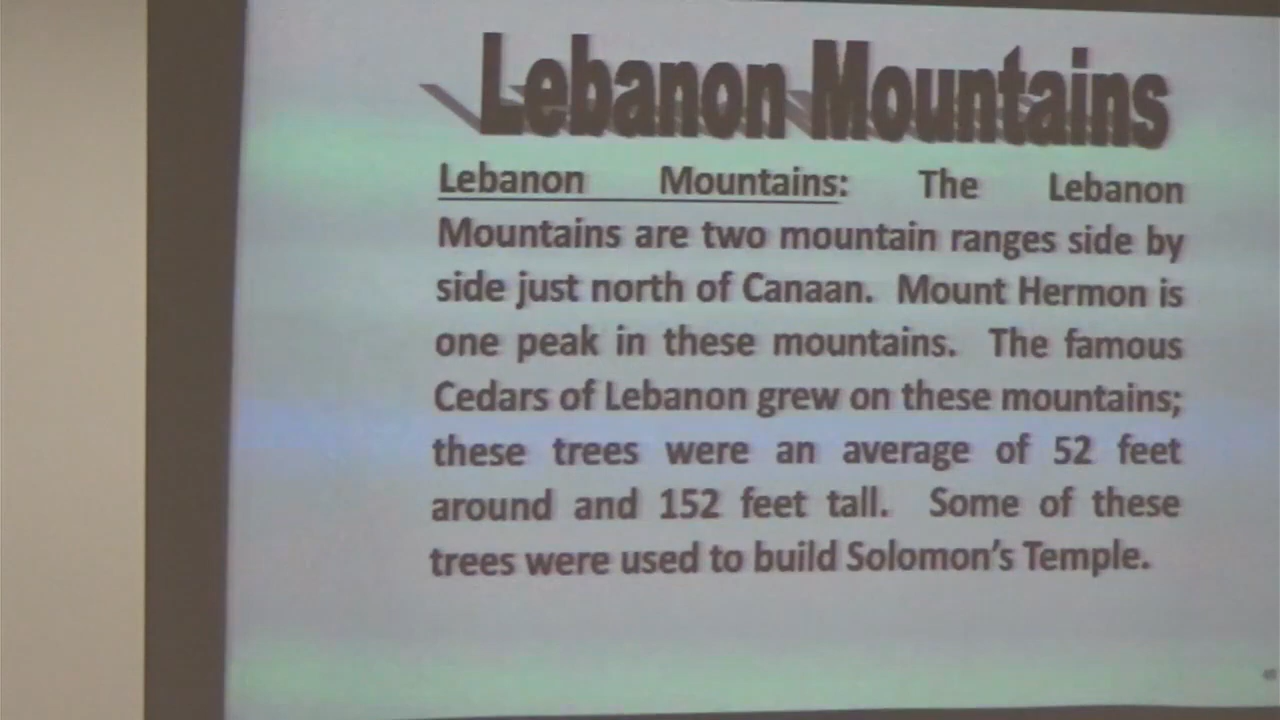 Lebanon Mountains
Lebanon Mountains: The Lebanon
Mountains are two mountain ranges side by
side just north of Canaan. Mount Hermon is
one peak in these mountains. The famous
Cedars of Lebanon grew on these mountains;
these trees were an average of 52 feet
around and 152 feet tall. Some of these
trees were used to build Solomon's Temple.